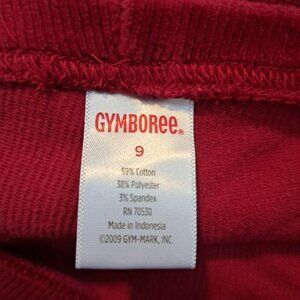 GYMBOREE®
9
59% Cotton
38% Polyester
3% Spandex
RN 70530
Made in Indonesia
©2009 GYM-MARK, INC.